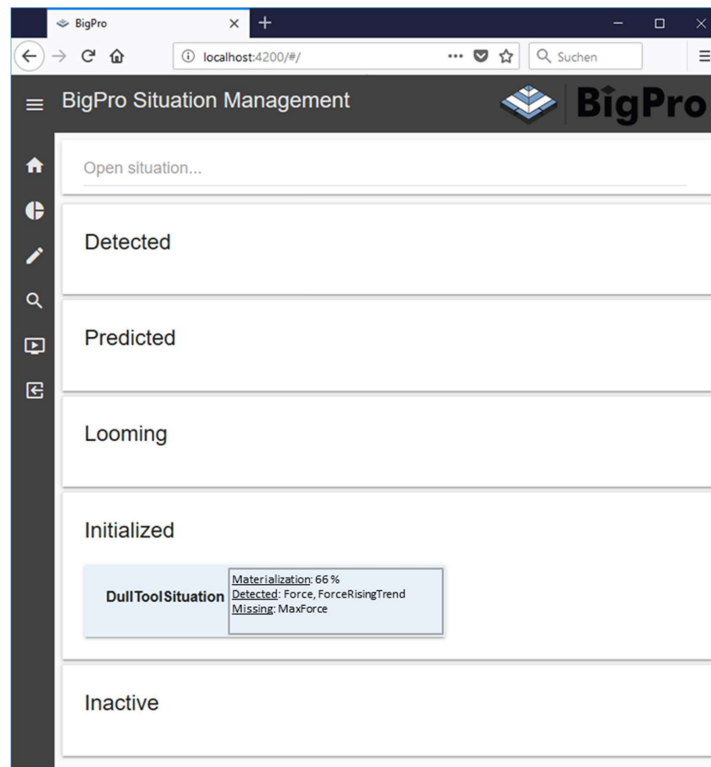 BigPro
localhost:4200/#/
Suchen
BigPro Situation Management
BigPro
Open situation...
Detected
Predicted
Looming
Initialized
DullToolSituation
Materialization: 66 %
Detected: Force, ForceRisingTrend
Missing: MaxForce
Inactive